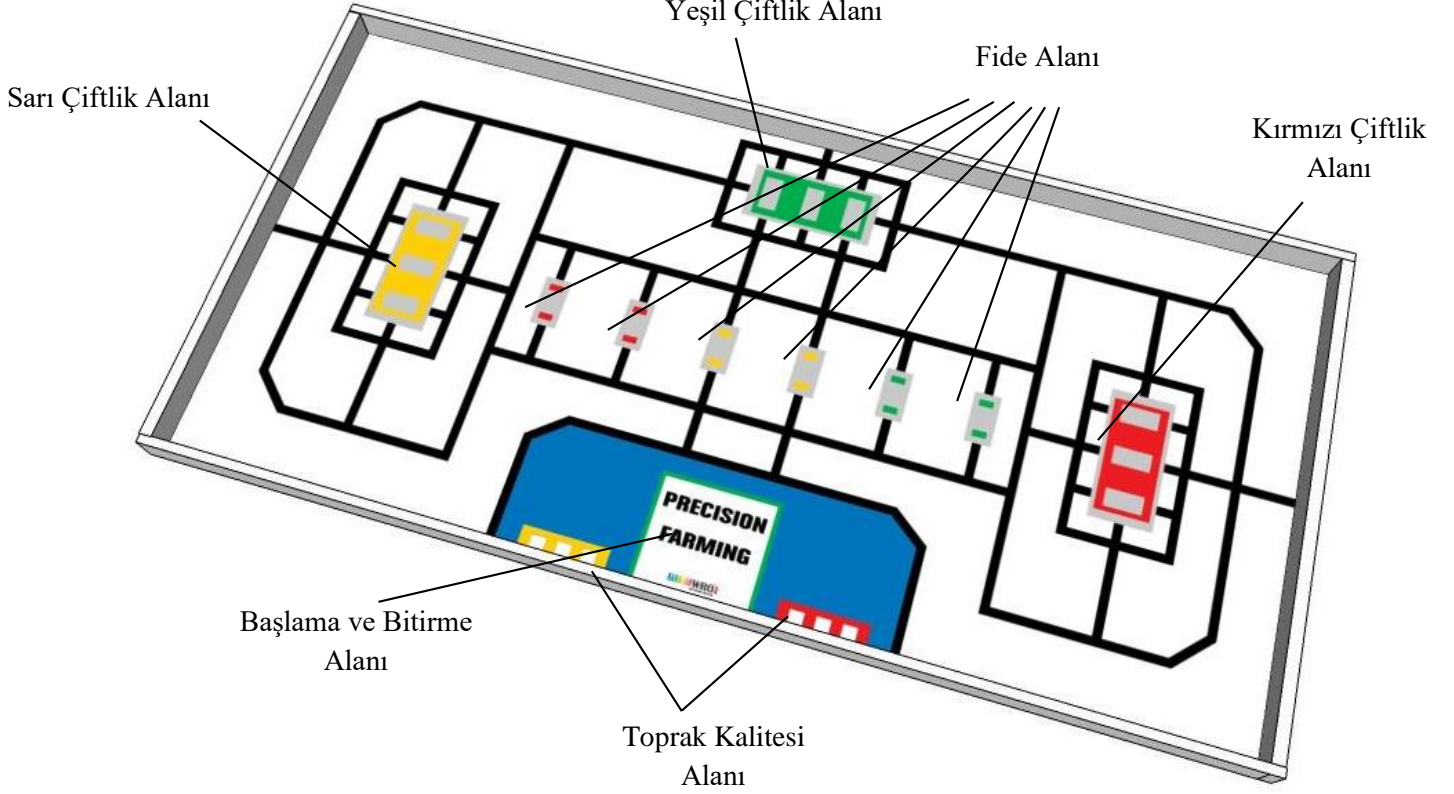 Yeşil Çiftlik Alanı
Fide Alanı
Sarı Çiftlik Alanı
Kırmızı Çiftlik
Alanı
PRECISION
FARMING
WRO
Başlama ve Bitirme
Alanı
Toprak Kalitesi
Alanı